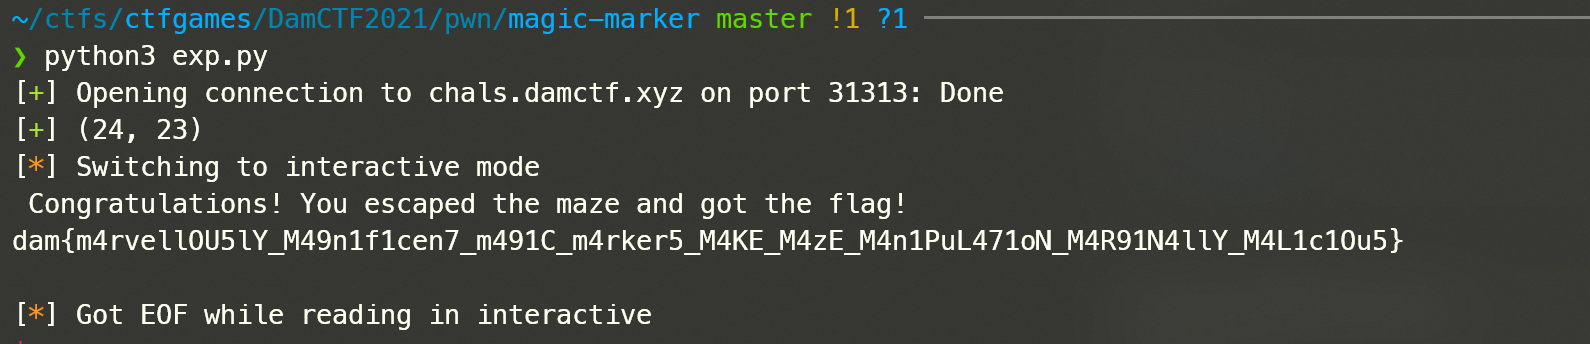 ~/ctfs/ctfgames/DamCTF2021/pwn/magic-marker master !1 ?1
❯ python3 exp.py
[+] Opening connection to chals.damctf.xyz on port 31313: Done
[+] (24, 23)
[*] Switching to interactive mode
Congratulations! You escaped the maze and got the flag!
dam{m4rvellOU5lY_M49n1f1cen7_m491C_m4rker5_M4KE_M4zE_M4n1PuL471oN_M4R91N4llY_M4L1c1Ou5}
[*] Got EOF while reading in interactive